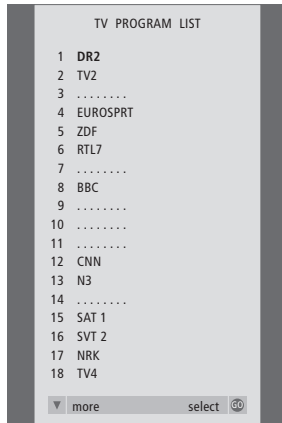 TV PROGRAM LIST
1 DR2
2 TV2
3 . . . . . . . .
4 EUROSPRT
5 ZDF
6 RTL7
7 . . . . . . . .
8 BBC
9 . . . . . . . .
10 . . . . . . . .
11 . . . . . . . .
12 CNN
13 N3
14 . . . . . . . .
15 SAT 1
16 SVT 2
17 NRK
18 TV4
more select GO